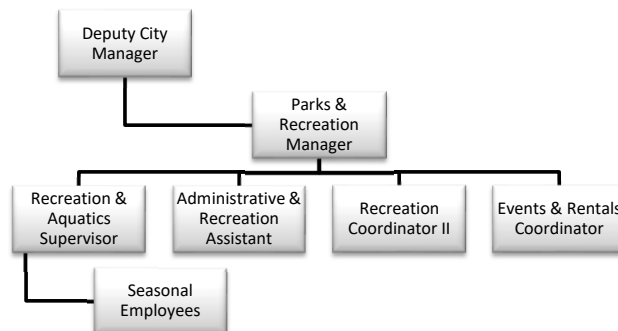 Deputy City
Manager
Parks &
Recreation
Manager
Recreation &
Aquatics
Supervisor
Administrative &
Recreation
Assistant
Recreation
Coordinator II
Events & Rentals
Coordinator
Seasonal
Employees